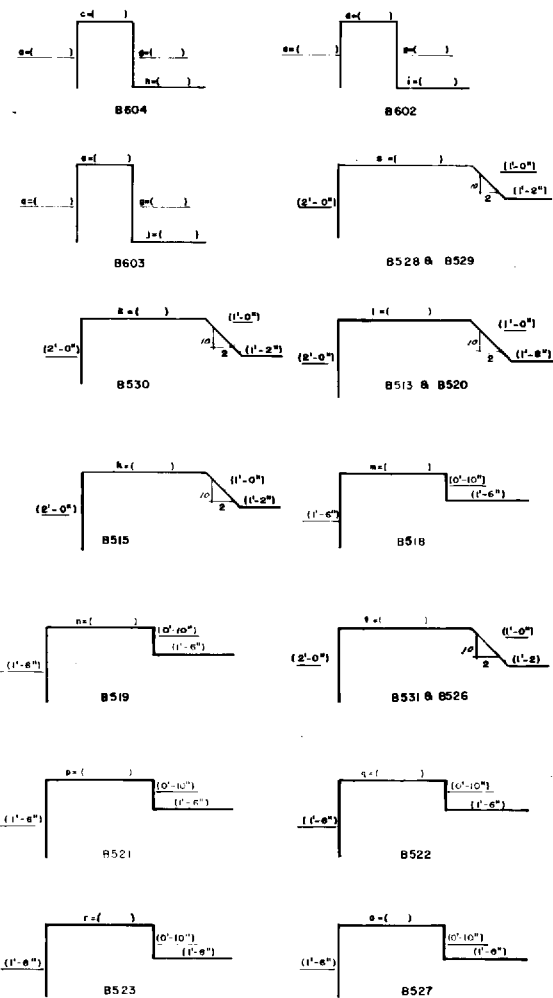 c=( )
a=( ) g=( )
h=( )
B604
d=( )
a=( ) g=( )
i=( )
B602
e=( )
a=( ) g=( )
j=( )
B603
s=( )
(1'-0")
(2'-0") 10 (1'-2")
2
B528 & B529
k=( )
(1'-0")
(2'-0") 10 (1'-2")
2
B530
l=( )
(1'-0")
(2'-0") 10 (1'-8")
2
B513 & B520
k=( )
(1'-0")
(2'-0") 10 (1'-2")
2
B515
m=( )
(0'-10")
(1'-6")
(1'-6")
B518
n=( )
(0'-10")
(1'-6")
(1'-6")
B519
(1'-0")
(2'-0") 10 (1'-2)
2
B531 & B526
p=( )
(0'-10")
(1'-6")
(1'-6")
B521
q=( )
(0'-10")
(1'-6")
(1'-6")
B522
r=( )
(0'-10")
(1'-6")
(1'-6")
B523
o=( )
(0'-10")
(1'-6")
(1'-6")
B527